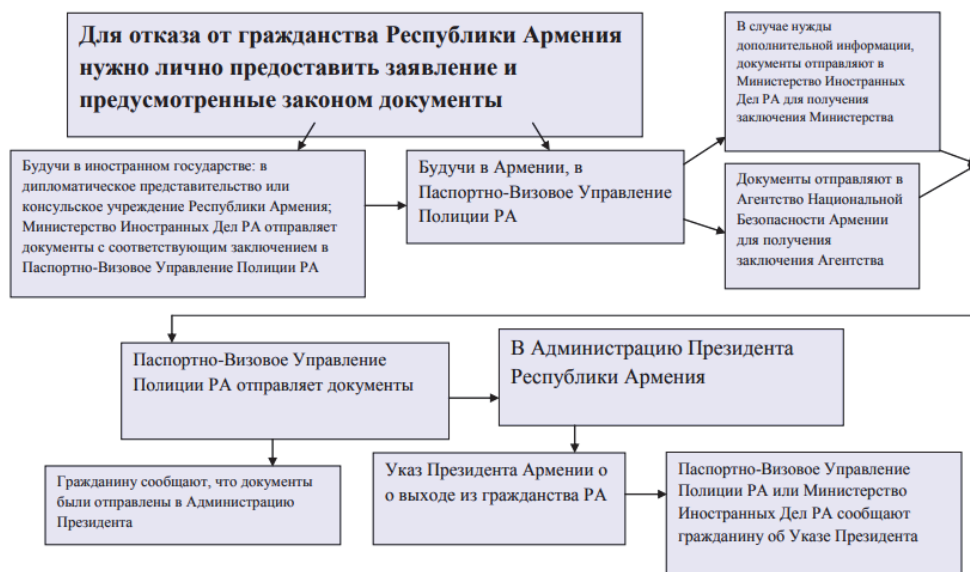 Для отказа от гражданства Республики Армения
нужно лично предоставить заявление и
предусмотренные законом документы
В случае нужды
дополнительной информации,
документы отправляют в
Министерство Иностранных
Дел РА для получения
заключения Министерства
Будучи в иностранном государстве: в
дипломатическое представительство или
консульское учреждение Республики Армения;
Министерство Иностранных Дел РА отправляет
документы с соответствующим заключением в
Паспортно-Визовое Управление Полиции РА
Будучи в Армении, в
Паспортно-Визовое Управление
Полиции РА
Документы отправляют в
Агентство Национальной
Безопасности Армении
для получения
заключения Агентства
Паспортно-Визовое Управление
Полиции РА отправляет документы
В Администрацию Президента
Республики Армения
Гражданину сообщают, что документы
были отправлены в Администрацию
Президента
Указ Президента Армении о
о выходе из гражданства РА
Паспортно-Визовое Управление
Полиции РА или Министерство
Иностранных Дел РА сообщают
гражданину об Указе Президента